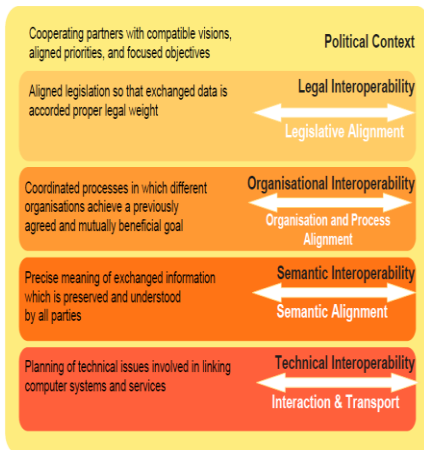 Cooperating partners with compatible visions,
aligned priorities, and focused objectives
Political Context
Aligned legislation so that exchanged data is
accorded proper legal weight
Legal Interoperability
Legislative Alignment
Coordinated processes in which different
organisations achieve a previously
agreed and mutually beneficial goal
Organisational Interoperability
Organisation and Process
Alignment
Precise meaning of exchanged information
which is preserved and understood
by all parties
Semantic Interoperability
Semantic Alignment
Planning of technical issues involved in linking
computer systems and services
Technical Interoperability
Interaction & Transport